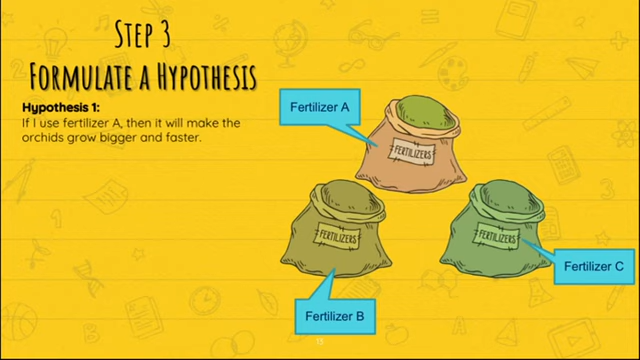 STEP 3
FORMULATE A HYPOTHESIS
Hypothesis 1:
If I use fertilizer A, then it will make the
orchids grow bigger and faster.
Fertilizer A
FERTILIZERS
FERTILIZERS
FERTILIZERS
Fertilizer C
Fertilizer B
13